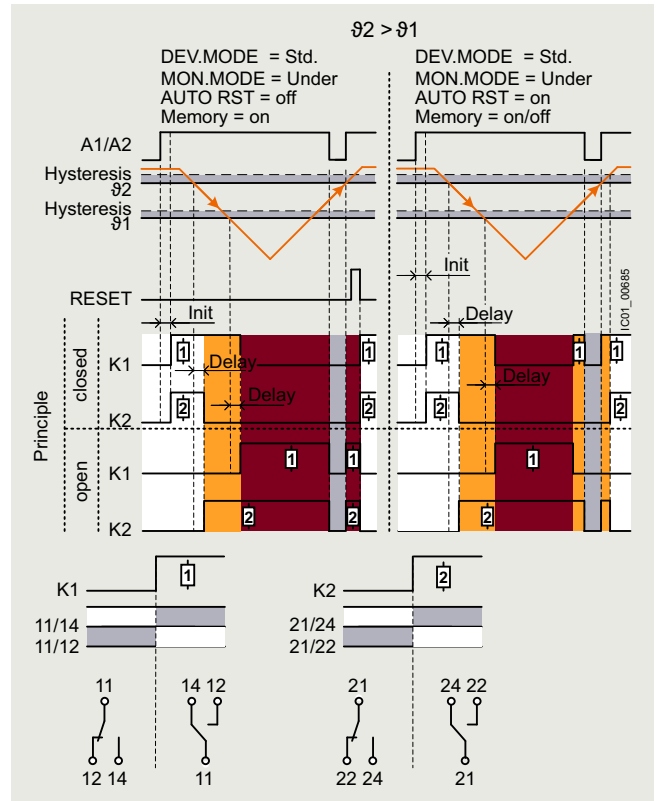 ϑ2 > ϑ1
DEV.MODE = Std.
MON.MODE = Under
AUTO RST = off
Memory = on
DEV.MODE = Std.
MON.MODE = Under
AUTO RST = on
Memory = on/off
A1/A2
Hysteresis
ϑ2
Hysteresis
ϑ1
RESET
Init
Init
IC01_00685
Delay
Delay
Delay
Delay
Principle
closed
open
K1
K2
K1
K2
1
1
1
1
2
2
2
1
1
1
2
2
2
2
K1
1
11/14
11/12
K2
2
21/24
21/22
11
14 12
12 14
11
21
24 22
22 24
21